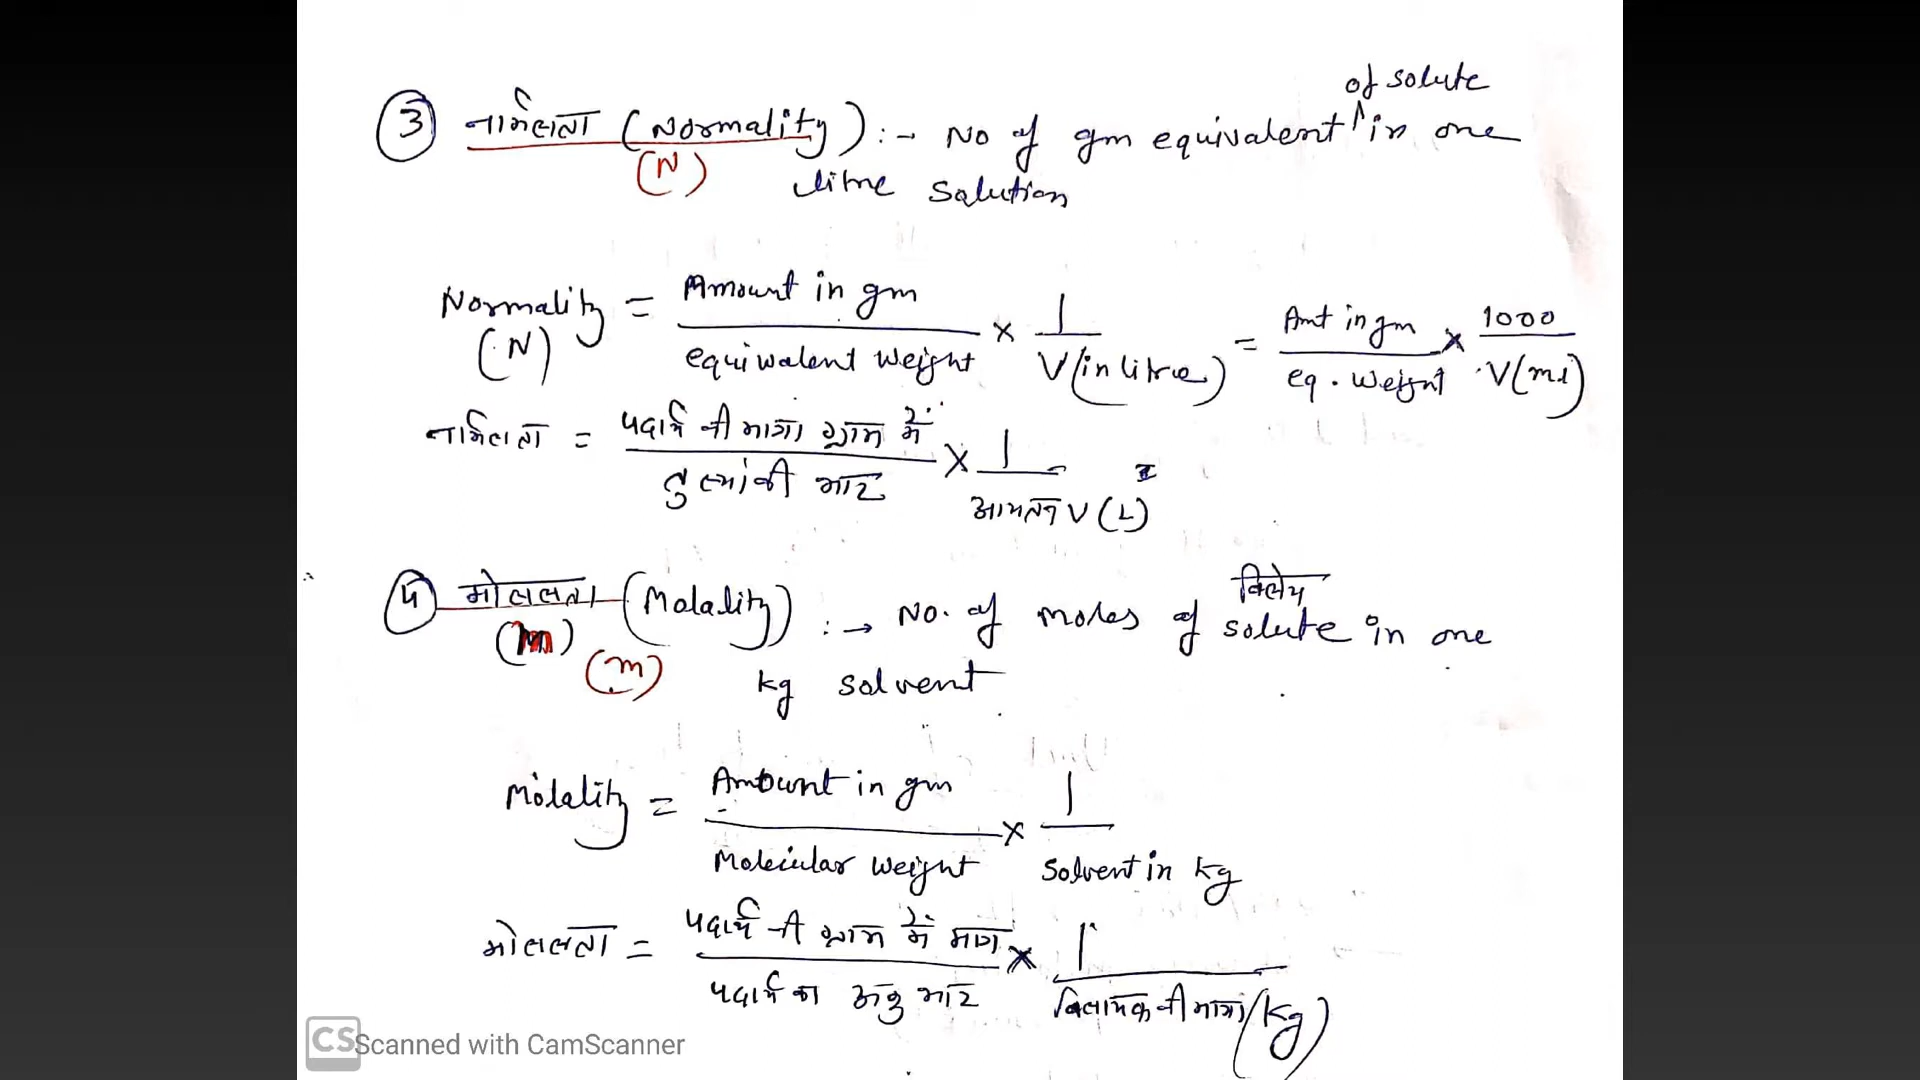 of solute
③ नार्मलता (Normality) :- No of gm equivalent ^ in one
(N) litre solution
Normality = Amount in gm / equivalent weight × 1 / V(in litre) = Amt in gm / eq. weight × 1000 / V(ml)
(N)
नार्मलता = पदार्थ की मात्रा ग्राम में / तुल्यांकी भार × 1 / आयतन V (L)
विलेय
④ मोललता (Molality) :→ No. of moles of solute in one
(m) (m) kg solvent
Molality = Amount in gm / Molecular weight × 1 / Solvent in kg
मोललता = पदार्थ की ग्राम में मात्रा / पदार्थ का अणु भार × 1 / विलायक की मात्रा (kg)
CS Scanned with CamScanner